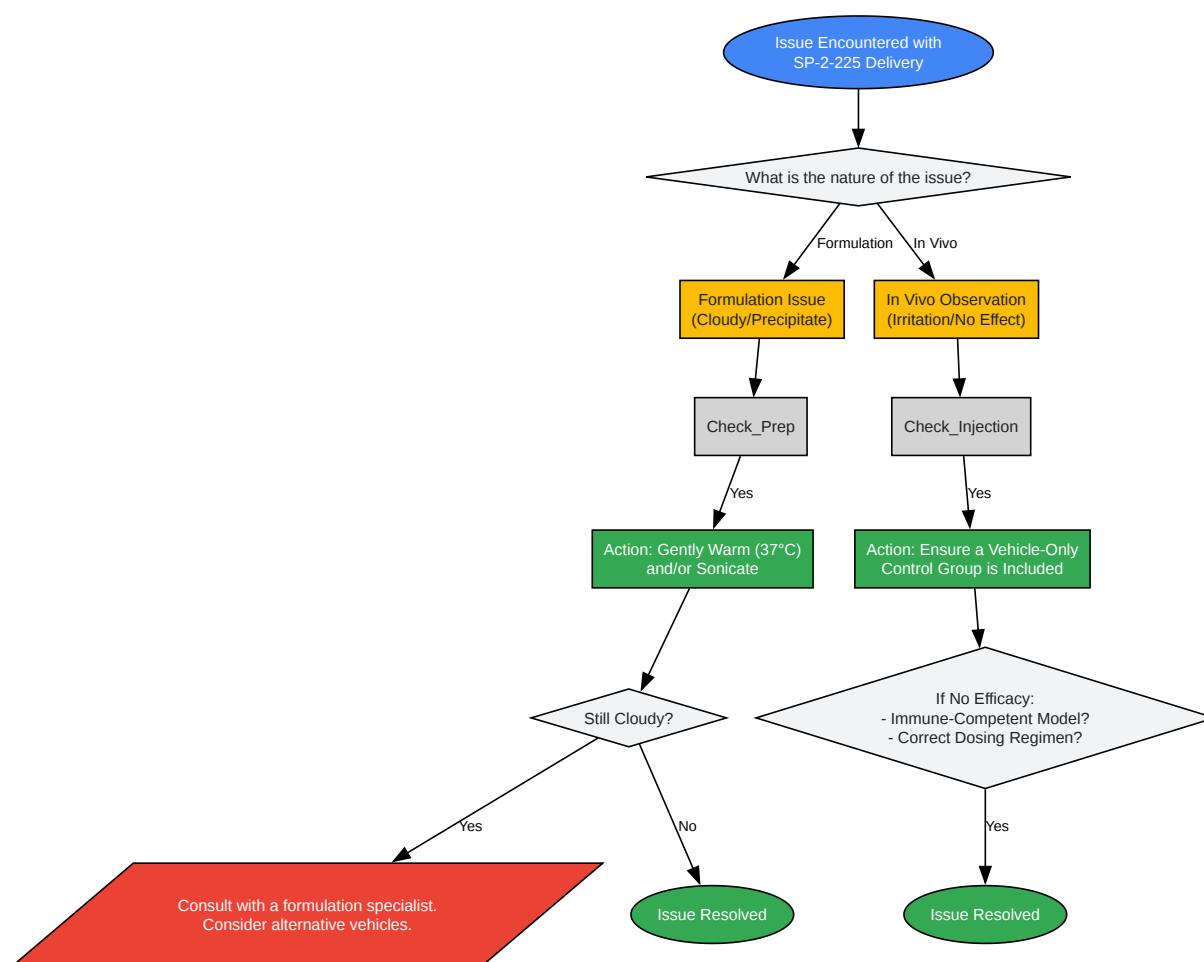 Issue Encountered with
SP-2-225 Delivery
What is the nature of the issue?
Formulation
In Vivo
Formulation Issue
(Cloudy/Precipitate)
In Vivo Observation
(Irritation/No Effect)
Check_Prep
Check_Injection
Yes
Yes
Action: Gently Warm (37°C)
and/or Sonicate
Action: Ensure a Vehicle-Only
Control Group is Included
Still Cloudy?
If No Efficacy:
- Immune-Competent Model?
- Correct Dosing Regimen?
Yes
No
Yes
Consult with a formulation specialist.
Consider alternative vehicles.
Issue Resolved
Issue Resolved